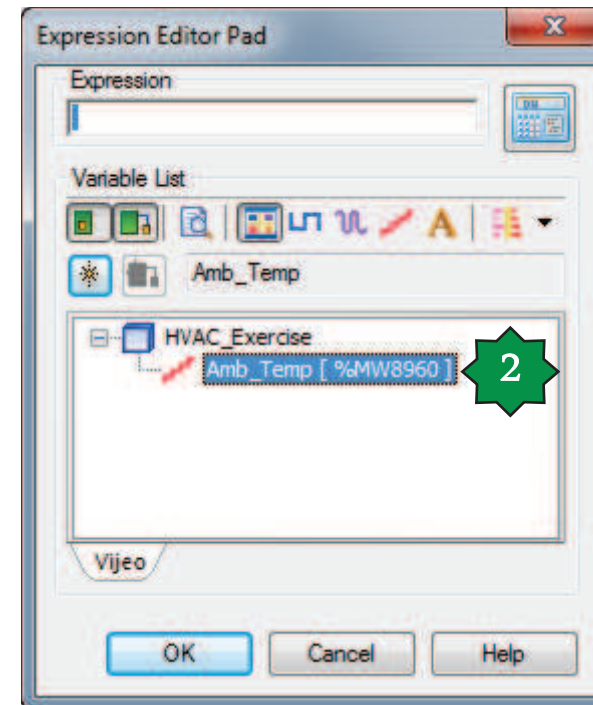 Expression Editor Pad
Expression
Variable List
A
Amb_Temp
HVAC_Exercise
Amb_Temp [ %MW8960 ]
2
Vijeo
OK
Cancel
Help